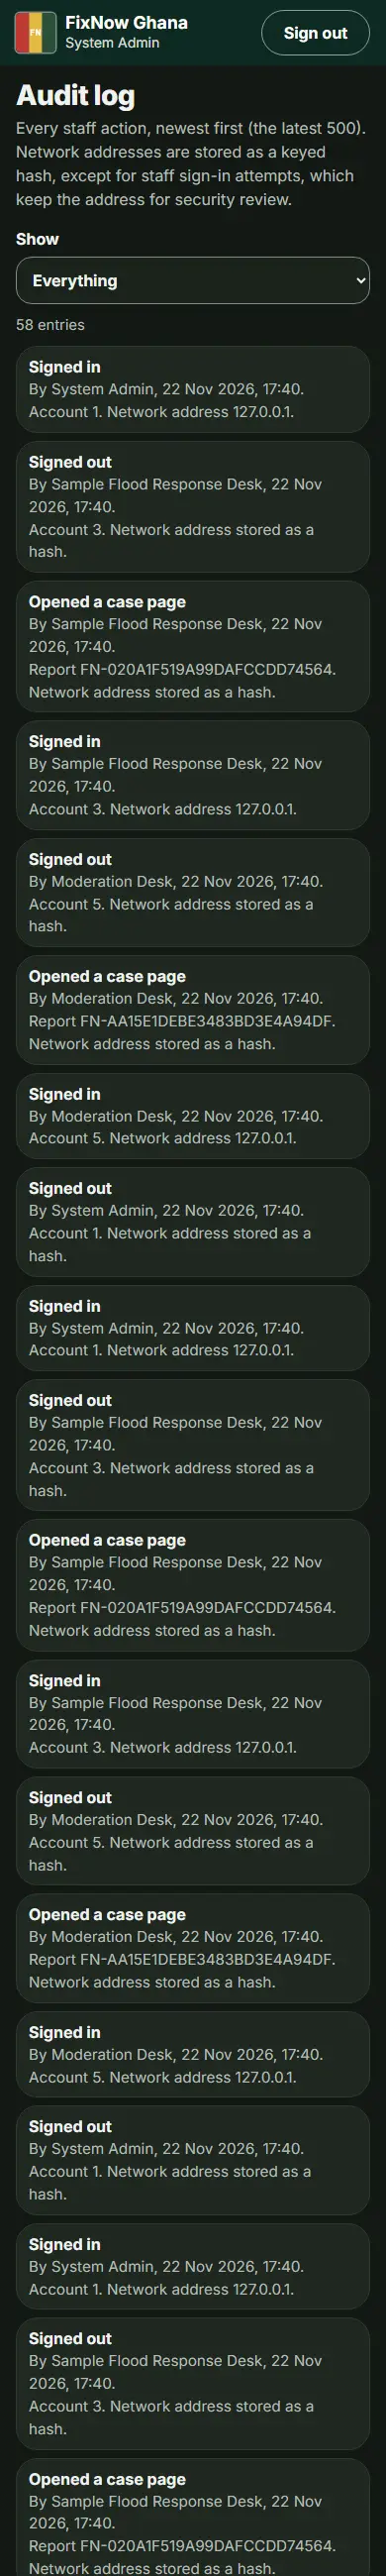 FN
FixNow Ghana
System Admin
Sign out
Audit log
Every staff action, newest first (the latest 500).
Network addresses are stored as a keyed
hash, except for staff sign-in attempts, which
keep the address for security review.
Show
Everything
58 entries
Signed in
By System Admin, 22 Nov 2026, 17:40.
Account 1. Network address 127.0.0.1.
Signed out
By Sample Flood Response Desk, 22 Nov
2026, 17:40.
Account 3. Network address stored as a
hash.
Opened a case page
By Sample Flood Response Desk, 22 Nov
2026, 17:40.
Report FN-020A1F519A99DAFCCDD74564.
Network address stored as a hash.
Signed in
By Sample Flood Response Desk, 22 Nov
2026, 17:40.
Account 3. Network address 127.0.0.1.
Signed out
By Moderation Desk, 22 Nov 2026, 17:40.
Account 5. Network address stored as a
hash.
Opened a case page
By Moderation Desk, 22 Nov 2026, 17:40.
Report FN-AA15E1DEBE3483BD3E4A94DF.
Network address stored as a hash.
Signed in
By Moderation Desk, 22 Nov 2026, 17:40.
Account 5. Network address 127.0.0.1.
Signed out
By System Admin, 22 Nov 2026, 17:40.
Account 1. Network address stored as a
hash.
Signed in
By System Admin, 22 Nov 2026, 17:40.
Account 1. Network address 127.0.0.1.
Signed out
By Sample Flood Response Desk, 22 Nov
2026, 17:40.
Account 3. Network address stored as a
hash.
Opened a case page
By Sample Flood Response Desk, 22 Nov
2026, 17:40.
Report FN-020A1F519A99DAFCCDD74564.
Network address stored as a hash.
Signed in
By Sample Flood Response Desk, 22 Nov
2026, 17:40.
Account 3. Network address 127.0.0.1.
Signed out
By Moderation Desk, 22 Nov 2026, 17:40.
Account 5. Network address stored as a
hash.
Opened a case page
By Moderation Desk, 22 Nov 2026, 17:40.
Report FN-AA15E1DEBE3483BD3E4A94DF.
Network address stored as a hash.
Signed in
By Moderation Desk, 22 Nov 2026, 17:40.
Account 5. Network address 127.0.0.1.
Signed out
By System Admin, 22 Nov 2026, 17:40.
Account 1. Network address stored as a
hash.
Signed in
By System Admin, 22 Nov 2026, 17:40.
Account 1. Network address 127.0.0.1.
Signed out
By Sample Flood Response Desk, 22 Nov
2026, 17:40.
Account 3. Network address stored as a
hash.
Opened a case page
By Sample Flood Response Desk, 22 Nov
2026, 17:40.
Report FN-020A1F519A99DAFCCDD74564.
Network address stored as a hash.